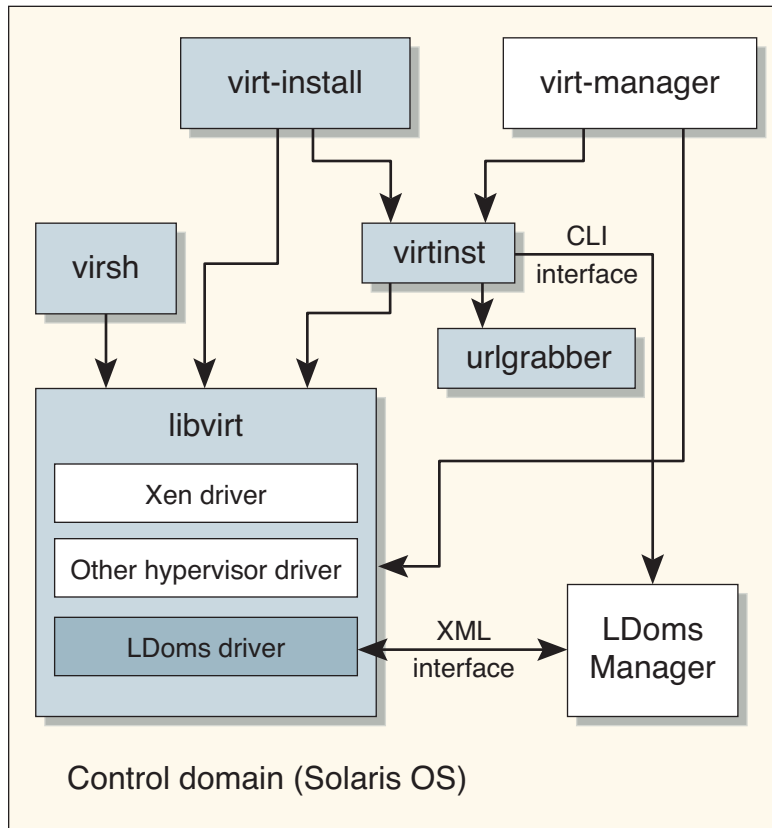 virt-install
virt-manager
virsh
virtinst
CLI
interface
urlgrabber
libvirt
Xen driver
Other hypervisor driver
LDoms driver
XML
interface
LDoms
Manager
Control domain (Solaris OS)